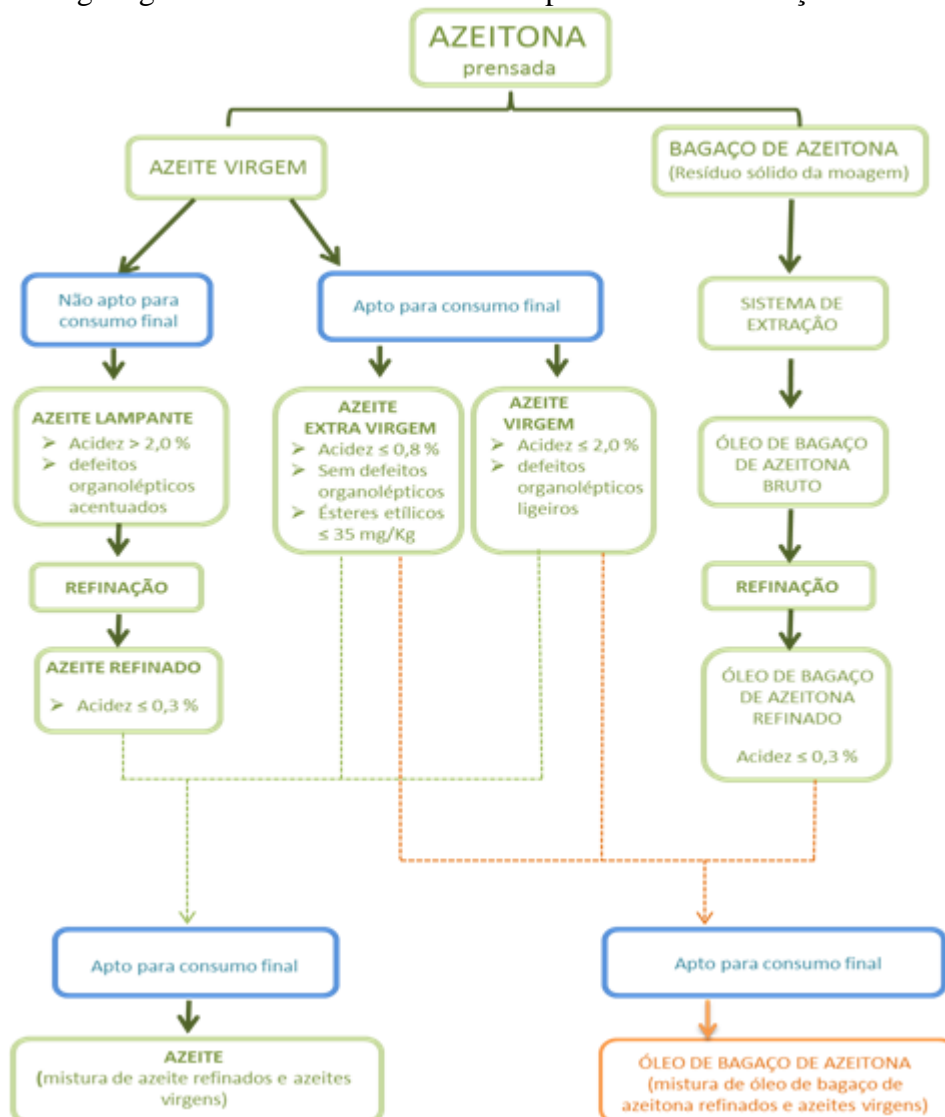 AZEITONA
prensada
AZEITE VIRGEM
BAGAÇO DE AZEITONA
(Resíduo sólido da moagem)
Não apto para
consumo final
Apto para consumo final
SISTEMA DE
EXTRAÇÃO
AZEITE LAMPANTE
➤ Acidez > 2,0 %
➤ defeitos
organolépticos
acentuados
AZEITE
EXTRA VIRGEM
➤ Acidez ≤ 0,8 %
➤ Sem defeitos
organolépticos
➤ Ésteres etílicos
≤ 35 mg/Kg
AZEITE
VIRGEM
➤ Acidez ≤ 2,0 %
➤ defeitos
organolépticos
ligeiros
ÓLEO DE BAGAÇO
DE AZEITONA
BRUTO
REFINAÇÃO
REFINAÇÃO
AZEITE REFINADO
➤ Acidez ≤ 0,3 %
ÓLEO DE BAGAÇO
DE AZEITONA
REFINADO
Acidez ≤ 0,3 %
Apto para consumo final
Apto para consumo final
AZEITE
(mistura de azeite refinados e azeites
virgens)
ÓLEO DE BAGAÇO DE AZEITONA
(mistura de óleo de bagaço de
azeitona refinados e azeites virgens)